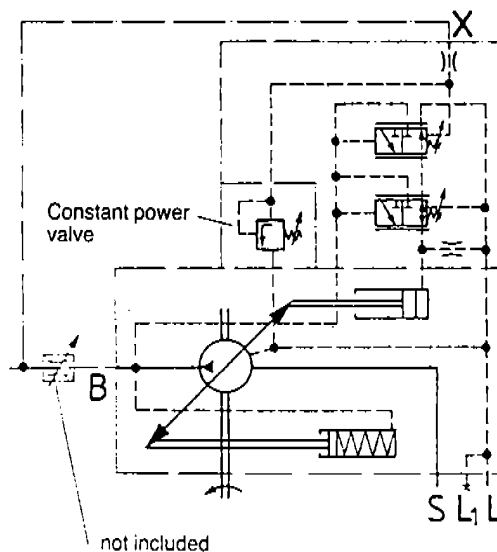 X
Constant power
valve
B
S L₁ L
not included